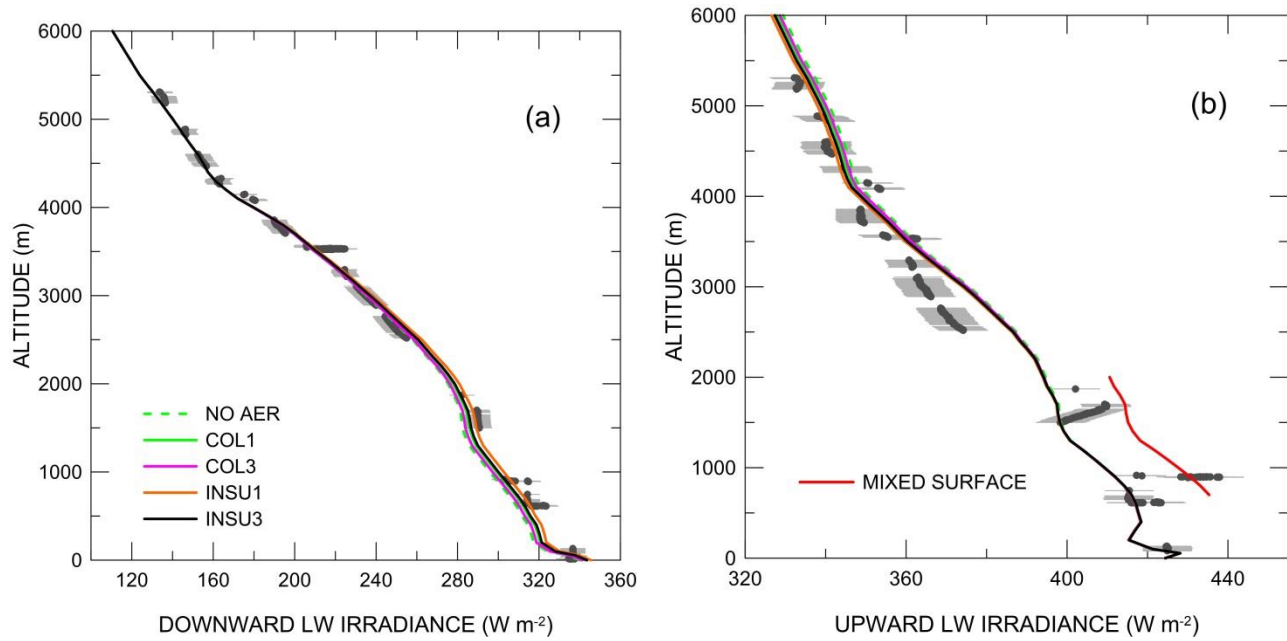 6000
5000
4000
3000
2000
1000
0
ALTITUDE (m)
(a)
NO AER
COL1
COL3
INSU1
INSU3
120 160 200 240 280 320 360
DOWNWARD LW IRRADIANCE (W m-2)
6000
5000
4000
3000
2000
1000
0
ALTITUDE (m)
(b)
MIXED SURFACE
320 360 400 440
UPWARD LW IRRADIANCE (W m-2)